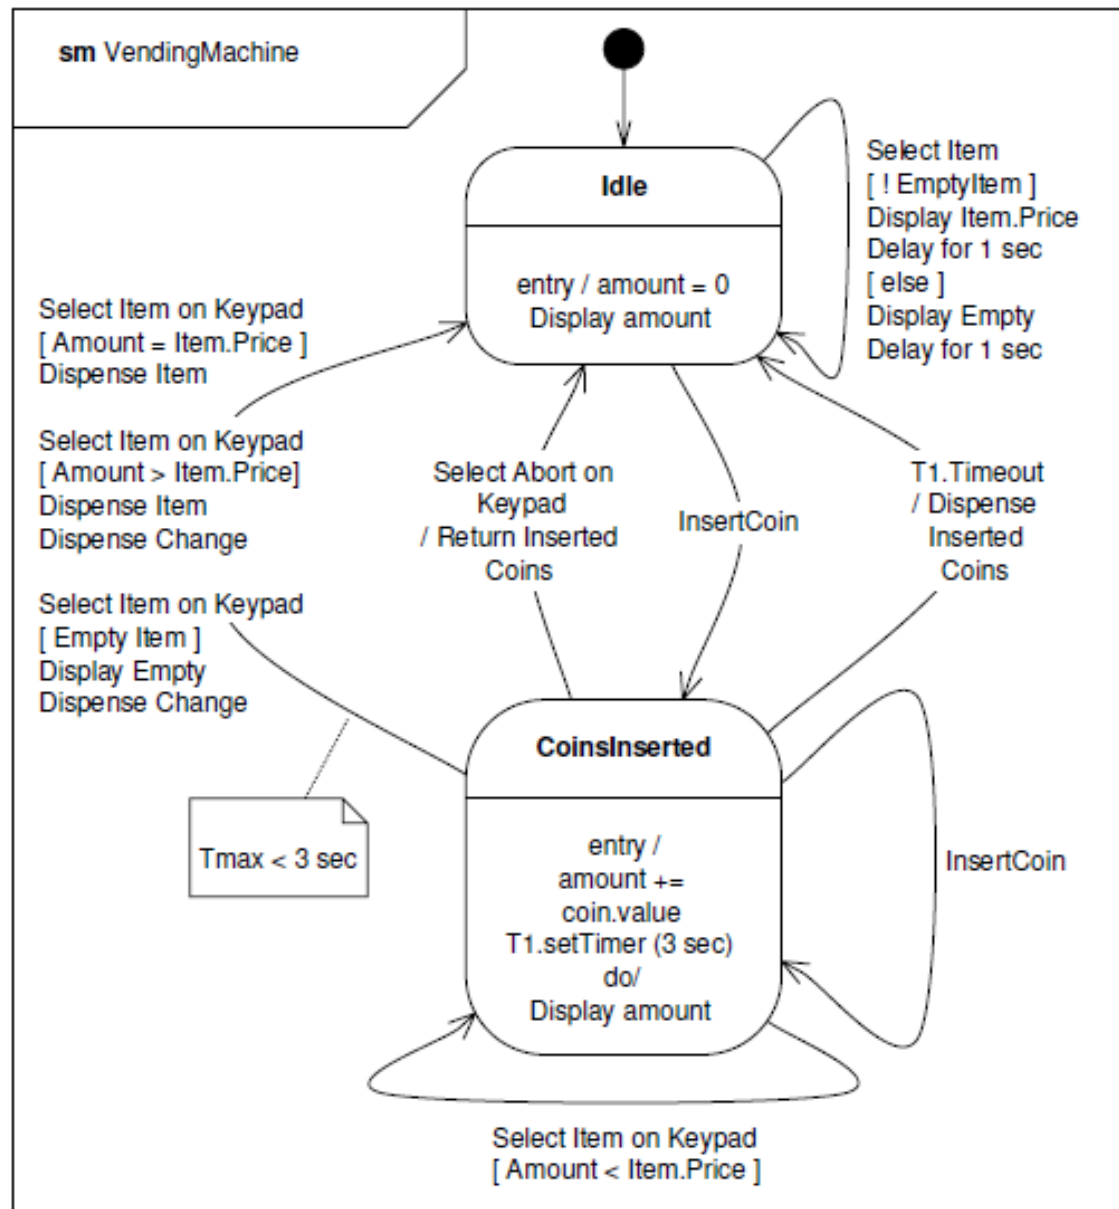 sm VendingMachine
Idle
entry / amount = 0
Display amount
Select Item
[ ! EmptyItem ]
Display Item.Price
Delay for 1 sec
[ else ]
Display Empty
Delay for 1 sec
Select Item on Keypad
[ Amount = Item.Price ]
Dispense Item
Select Item on Keypad
[ Amount > Item.Price]
Dispense Item
Dispense Change
Select Item on Keypad
[ Empty Item ]
Display Empty
Dispense Change
Select Abort on
Keypad
/ Return Inserted
Coins
InsertCoin
T1.Timeout
/ Dispense
Inserted
Coins
Tmax < 3 sec
CoinsInserted
entry /
amount +=
coin.value
T1.setTimer (3 sec)
do/
Display amount
InsertCoin
Select Item on Keypad
[ Amount < Item.Price ]